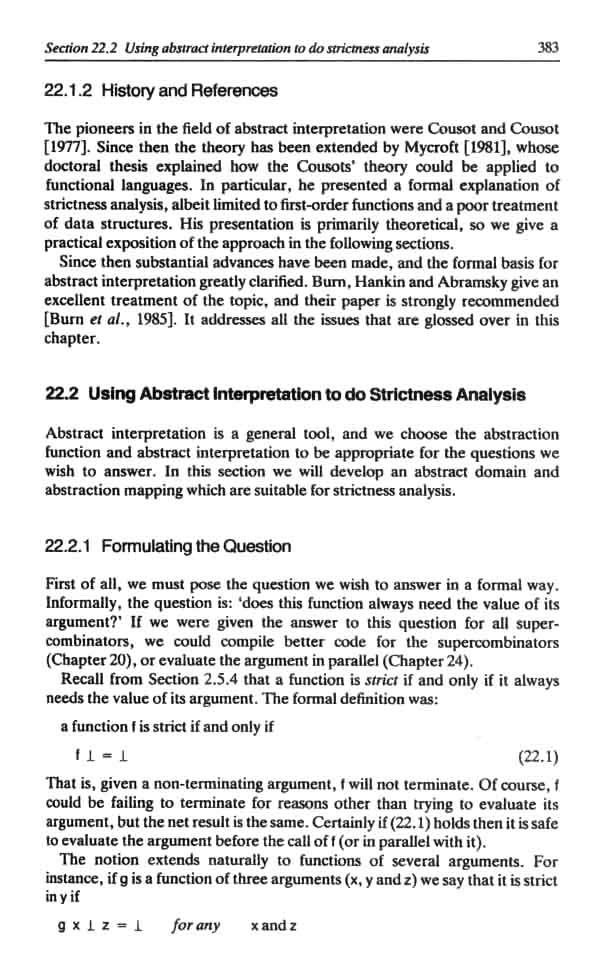 Section 22.2 Using abstract interpretation to do strictness analysis 383
22.1.2 History and References
The pioneers in the field of abstract interpretation were Cousot and Cousot
[1977]. Since then the theory has been extended by Mycroft [1981], whose
doctoral thesis explained how the Cousots' theory could be applied to
functional languages. In particular, he presented a formal explanation of
strictness analysis, albeit limited to first-order functions and a poor treatment
of data structures. His presentation is primarily theoretical, so we give a
practical exposition of the approach in the following sections.
Since then substantial advances have been made, and the formal basis for
abstract interpretation greatly clarified. Burn, Hankin and Abramsky give an
excellent treatment of the topic, and their paper is strongly recommended
[Burn et al., 1985]. It addresses all the issues that are glossed over in this
chapter.
22.2 Using Abstract Interpretation to do Strictness Analysis
Abstract interpretation is a general tool, and we choose the abstraction
function and abstract interpretation to be appropriate for the questions we
wish to answer. In this section we will develop an abstract domain and
abstraction mapping which are suitable for strictness analysis.
22.2.1 Formulating the Question
First of all, we must pose the question we wish to answer in a formal way.
Informally, the question is: 'does this function always need the value of its
argument?' If we were given the answer to this question for all super-
combinators, we could compile better code for the supercombinators
(Chapter 20), or evaluate the argument in parallel (Chapter 24).
Recall from Section 2.5.4 that a function is strict if and only if it always
needs the value of its argument. The formal definition was:
a function f is strict if and only if
f ⊥ = ⊥ (22.1)
That is, given a non-terminating argument, f will not terminate. Of course, f
could be failing to terminate for reasons other than trying to evaluate its
argument, but the net result is the same. Certainly if (22.1) holds then it is safe
to evaluate the argument before the call of f (or in parallel with it).
The notion extends naturally to functions of several arguments. For
instance, if g is a function of three arguments (x, y and z) we say that it is strict
in y if
g x ⊥ z = ⊥ for any x and z